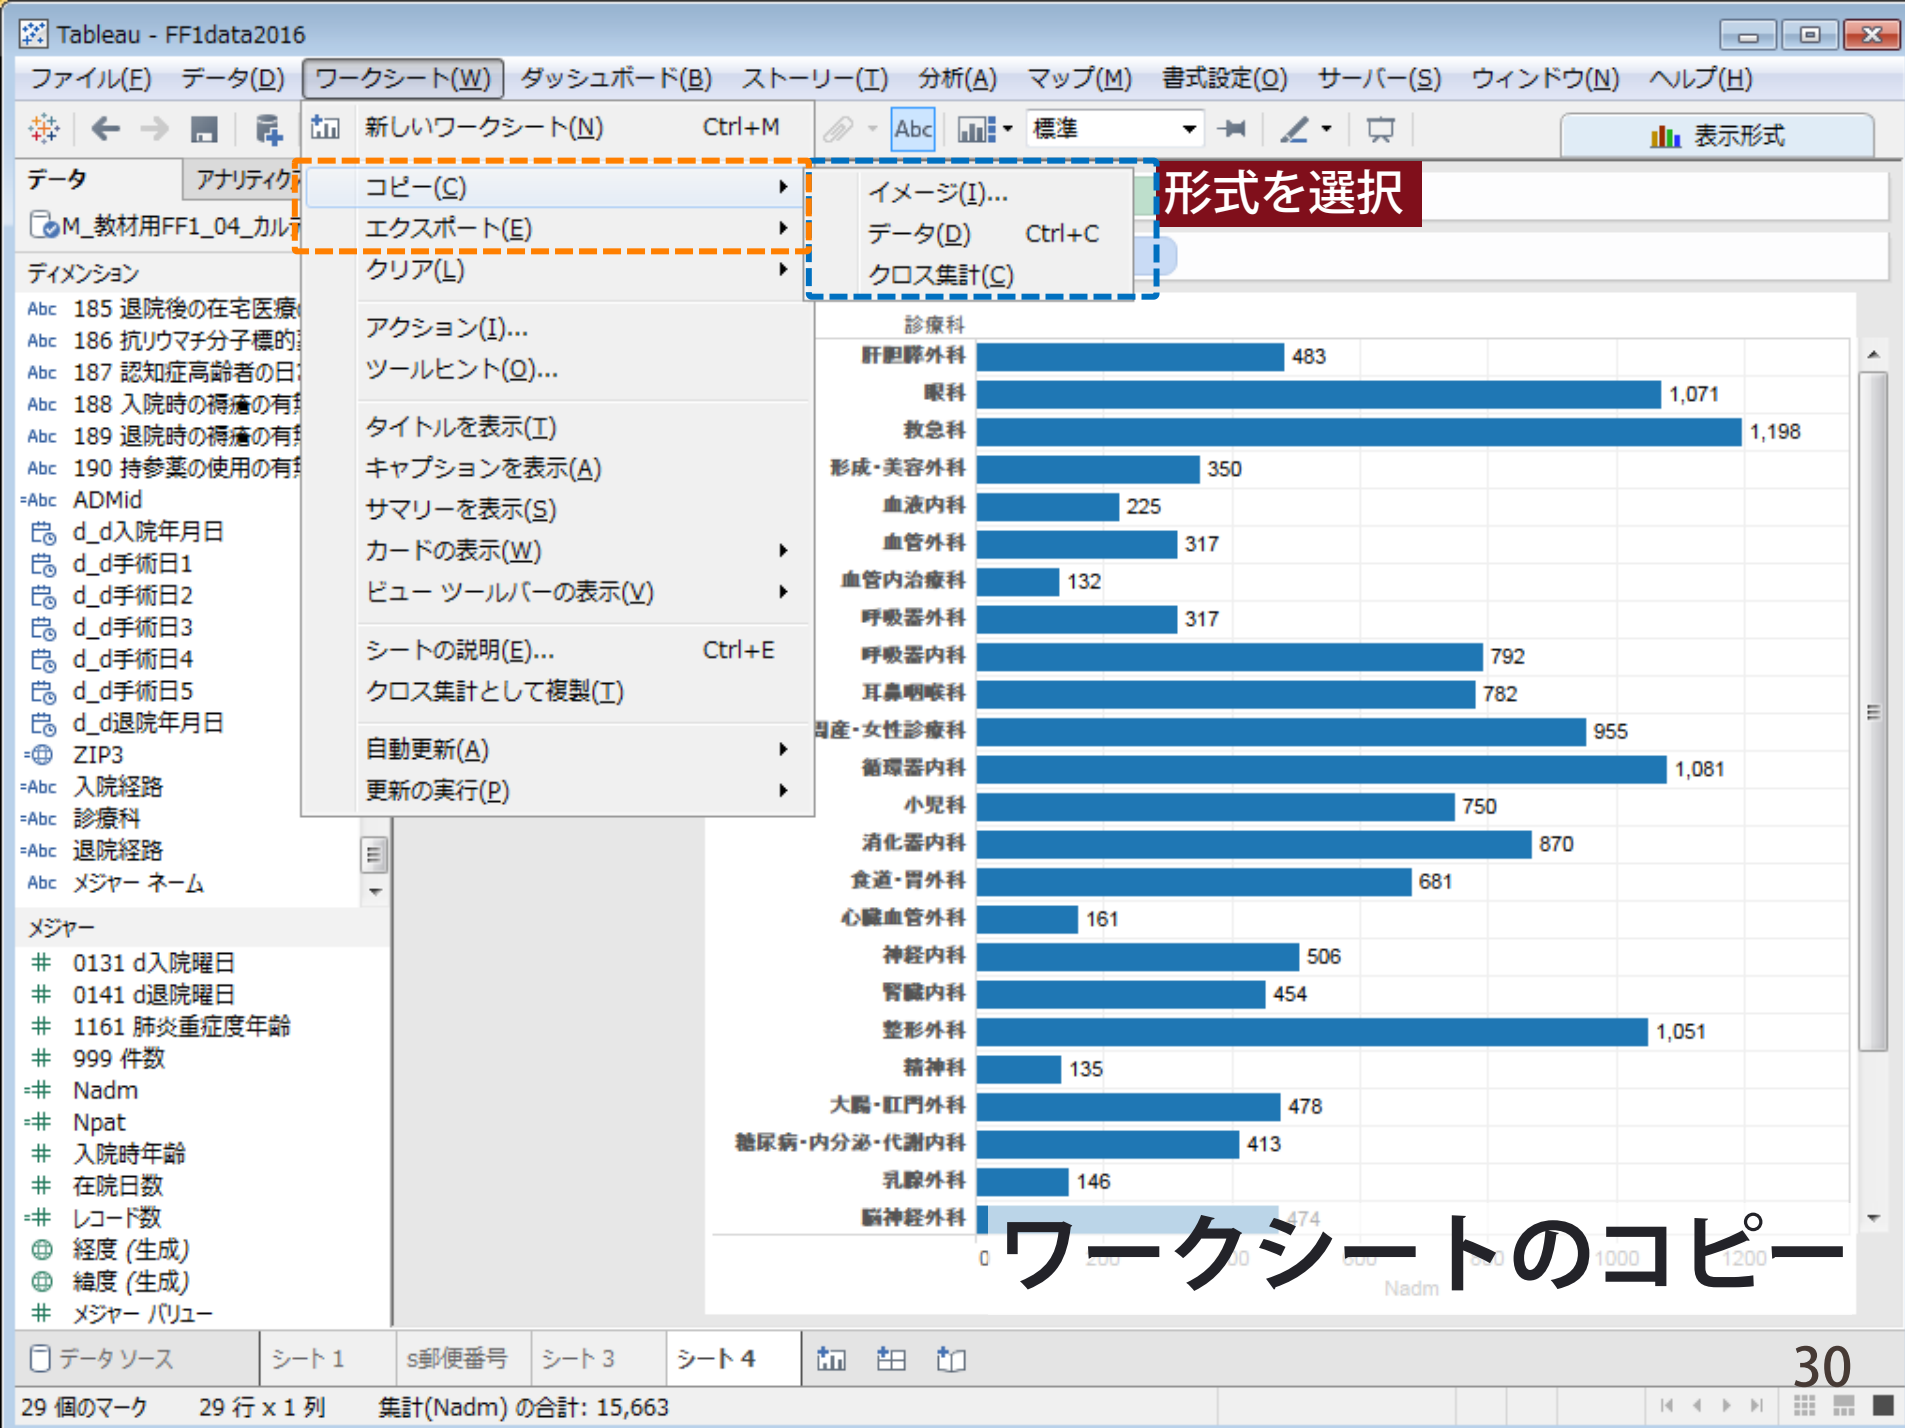 Tableau - FF1data2016
ファイル(F) データ(D) ワークシート(W) ダッシュボード(B) ストーリー(T) 分析(A) マップ(M) 書式設定(O) サーバー(S) ウィンドウ(N) ヘルプ(H)
Abc 標準 表示形式
新しいワークシート(N) Ctrl+M
コピー(C)
エクスポート(E)
クリア(L)
アクション(I)...
ツールヒント(O)...
タイトルを表示(T)
キャプションを表示(A)
サマリーを表示(S)
カードの表示(W)
ビュー ツールバーの表示(V)
シートの説明(E)... Ctrl+E
クロス集計として複製(T)
自動更新(A)
更新の実行(P)
イメージ(I)...
データ(D) Ctrl+C
クロス集計(C)
形式を選択
データ アナリティク
M_教材用FF1_04_カル
ディメンション
Abc 185 退院後の在宅医療
Abc 186 抗リウマチ分子標的
Abc 187 認知症高齢者の日
Abc 188 入院時の褥瘡の有
Abc 189 退院時の褥瘡の有
Abc 190 持参薬の使用の有
=Abc ADMid
d_d入院年月日
d_d手術日1
d_d手術日2
d_d手術日3
d_d手術日4
d_d手術日5
d_d退院年月日
ZIP3
=Abc 入院経路
=Abc 診療科
=Abc 退院経路
Abc メジャー ネーム
メジャー
# 0131 d入院曜日
# 0141 d退院曜日
# 1161 肺炎重症度年齢
# 999 件数
=# Nadm
=# Npat
# 入院時年齢
# 在院日数
=# レコード数
経度 (生成)
緯度 (生成)
# メジャー バリュー
診療科
肝胆膵外科 483
眼科 1,071
救急科 1,198
形成・美容外科 350
血液内科 225
血管外科 317
血管内治療科 132
呼吸器外科 317
呼吸器内科 792
耳鼻咽喉科 782
周産・女性診療科 955
循環器内科 1,081
小児科 750
消化器内科 870
食道・胃外科 681
心臓血管外科 161
神経内科 506
腎臓内科 454
整形外科 1,051
精神科 135
大腸・肛門外科 478
糖尿病・内分泌・代謝内科 413
乳腺外科 146
脳神経外科 474
0 200 400 600 800 1000 1200
Nadm
ワークシートのコピー
30
データ ソース シート 1 s郵便番号 シート 3 シート 4
29 個のマーク 29 行 x 1 列 集計(Nadm) の合計: 15,663